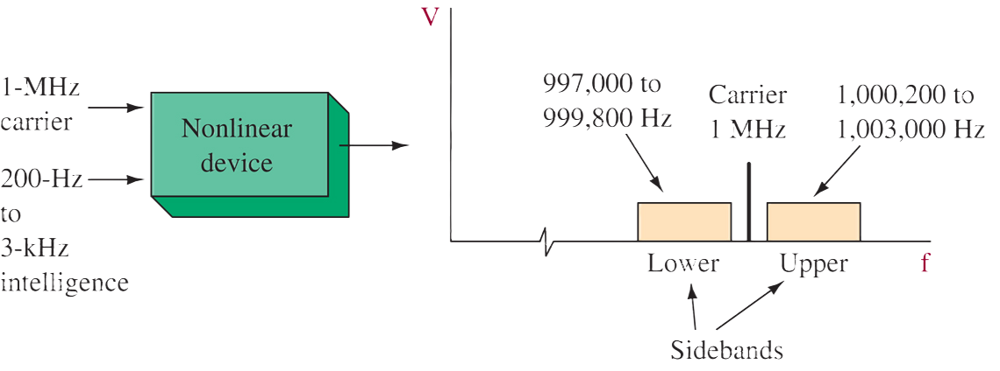 1-MHz
carrier
200-Hz
to
3-kHz
intelligence
Nonlinear
device
V
997,000 to
999,800 Hz
Carrier
1 MHz
1,000,200 to
1,003,000 Hz
Lower
Upper
f
Sidebands